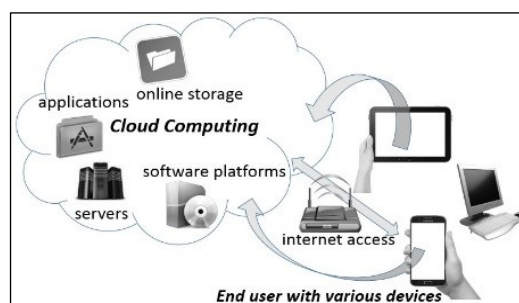 online storage
applications
Cloud Computing
software platforms
servers
internet access
End user with various devices